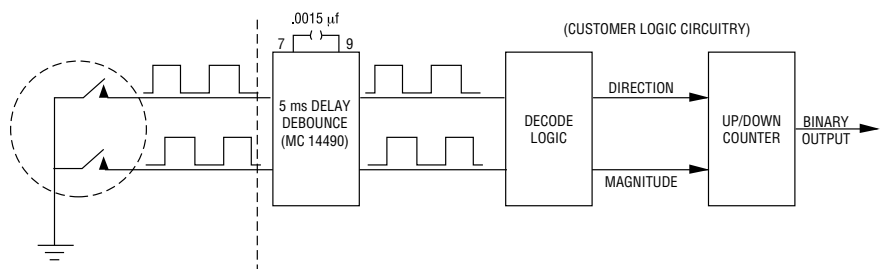 .0015 μf
7 9
(CUSTOMER LOGIC CIRCUITRY)
5 ms DELAY
DEBOUNCE
(MC 14490)
DECODE
LOGIC
DIRECTION
MAGNITUDE
UP/DOWN
COUNTER
BINARY
OUTPUT